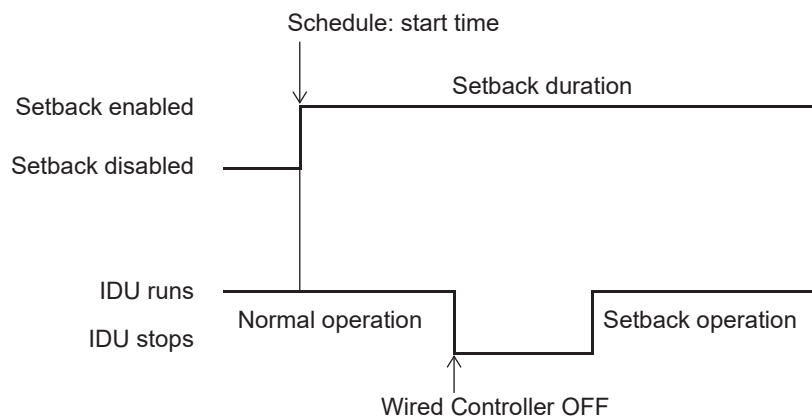 Schedule: start time
Setback duration
Setback enabled
Setback disabled
IDU runs
Normal operation
Setback operation
IDU stops
Wired Controller OFF